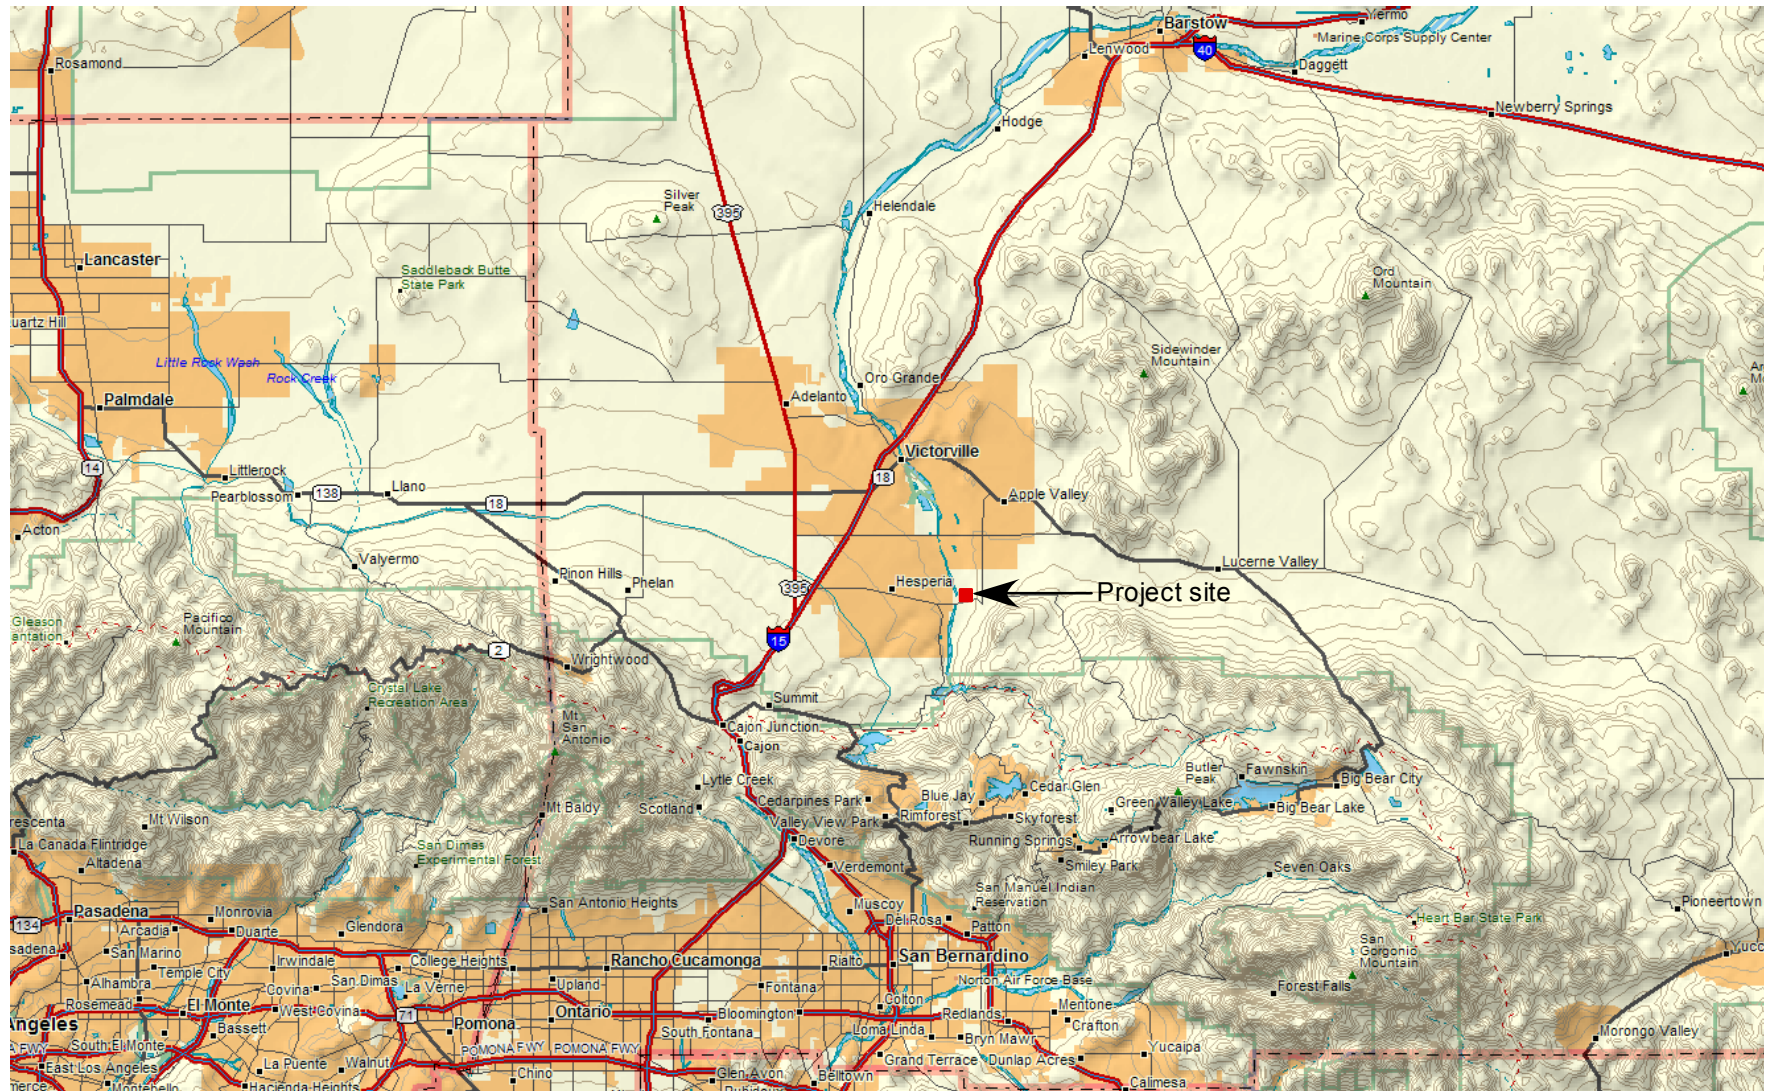 Barstow
Yermo
Marine Corps Supply Center
Lenwood
40
Daggett
Rosamond
Newberry Springs
Hodge
Silver
Peak
395
Helendale
Lancaster
Saddleback Butte
State Park
Ord
Mountain
uartz Hill
Sidewinder
Mountain
Little Rock Wash
Rock Creek
Oro Grande
Adelanto
Palmdale
Victorville
14
Littlerock
18
Pearblossom
138
Llano
18
Apple Valley
Acton
Valyermo
Lucerne Valley
Pinon Hills
Phelan
Hesperia
395
Project site
Gleason
antation
Pacifico
Mountain
15
2
Wrightwood
Crystal Lake
Recreation Area
Summit
Mt
San
Antonio
Cajon Junction
Cajon
Lytle Creek
Butler
Peak
Fawnskin
Big Bear City
Cedar Glen
Blue Jay
Cedarpines Park
Green Valley Lake
Big Bear Lake
Mt Baldy
Scotland
Rimforest
Skyforest
Valley View Park
rescenta
Mt Wilson
La Canada Flintridge
Altadena
San Dimas
Experimental Forest
Devore
Running Springs
Arrowbear Lake
Verdemont
Smiley Park
Seven Oaks
San Manuel Indian
Reservation
San Antonio Heights
Muscoy
Del Rosa
Patton
Heart Bar State Park
Pioneertown
Pasadena
134
Monrovia
Arcadia
Duarte
Glendora
sadena
San Marino
Irwindale
College Heights
Rancho Cucamonga
Rialto
San Bernardino
San
Gorgonio
Mountain
Yucc
Temple City
Alhambra
Covina
San Dimas
La Verne
Upland
Fontana
Norton Air Force Base
Forest Falls
Rosemead
El Monte
West Covina
71
Colton
Mentone
Angeles
Bassett
Pomona
Ontario
Bloomington
Redlands
Crafton
South Fontana
Loma Linda
Bryn Mawr
Morongo Valley
A FWY
South El Monte
POMONA FWY
POMONA FWY
Yucaipa
East Los Angeles
La Puente
Walnut
Grand Terrace
Dunlap Acres
Chino
Glen Avon
Belltown
Calimesa
merce
Montebello
Hacienda Heights
Rubidoux